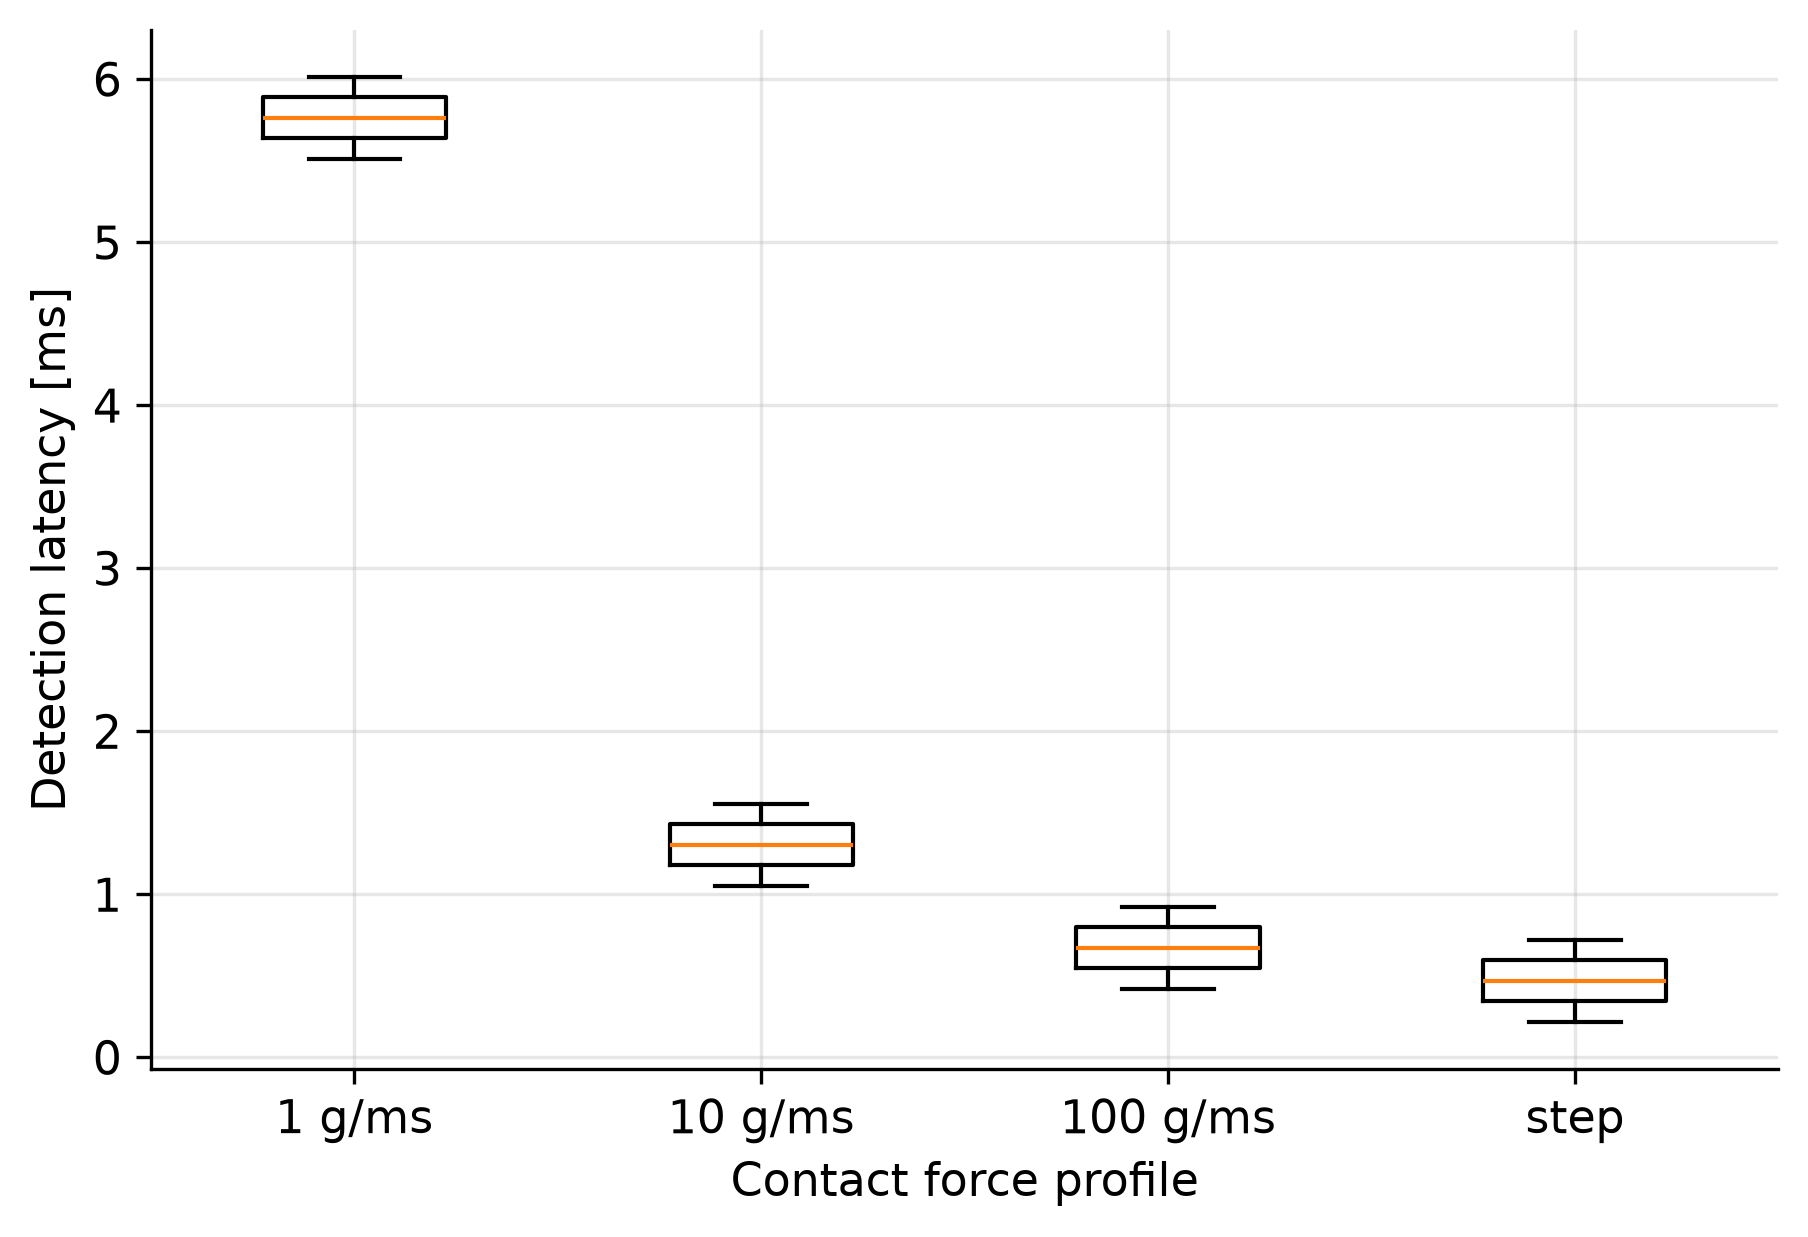 Detection latency [ms]
6
5
4
3
2
1
0
1 g/ms
10 g/ms
100 g/ms
step
Contact force profile